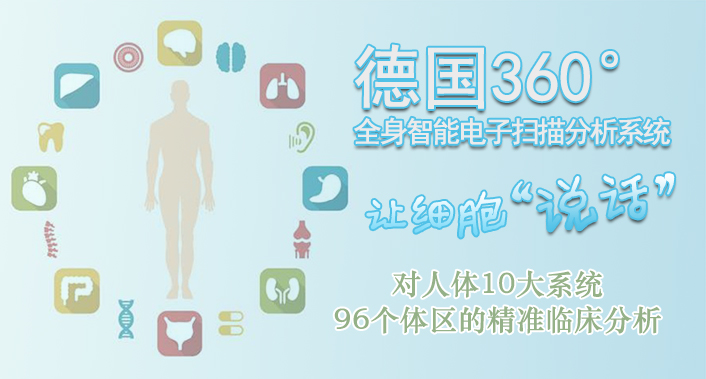 德国360°
全身智能电子扫描分析系统
让细胞“说话”
对人体10大系统
96个体区的精准临床分析